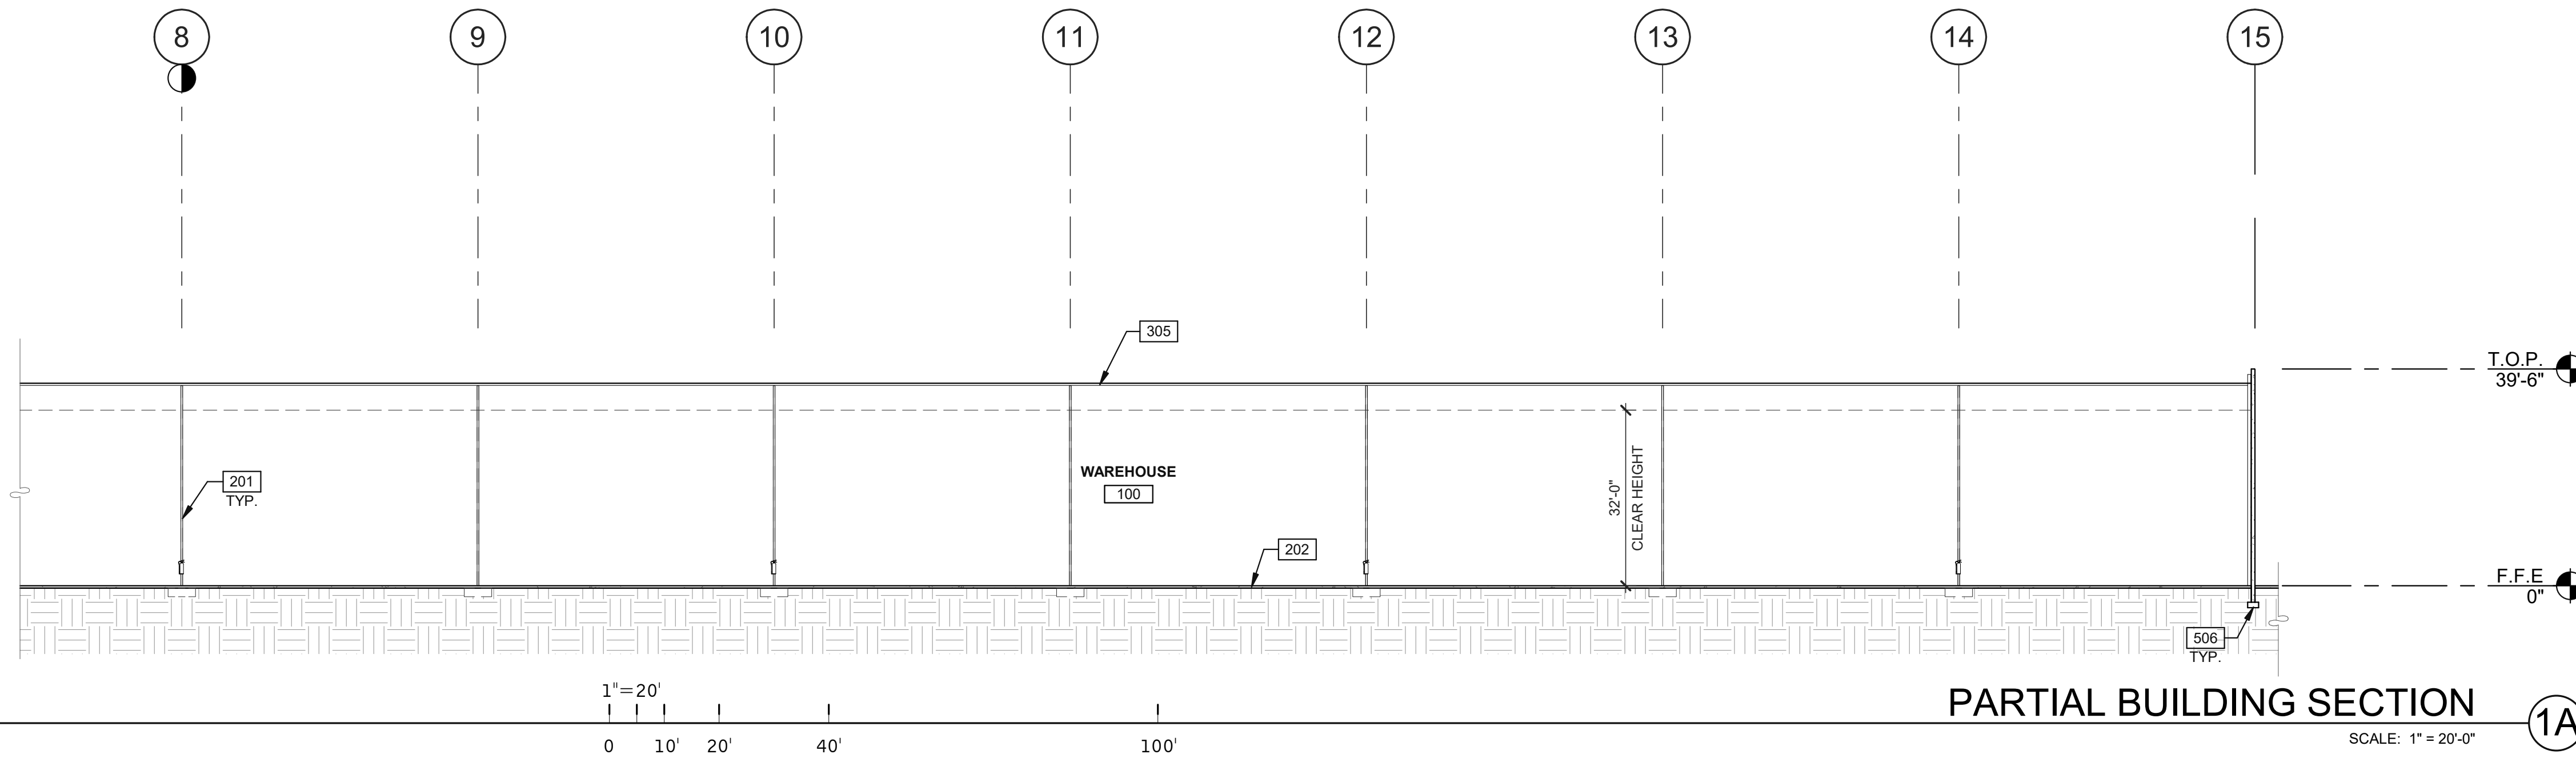 8 9 10 11 12 13 14 15
305
T.O.P.
39'-6"
WAREHOUSE
100
201
TYP.
32'-0"
CLEAR HEIGHT
202
F.F.E
0"
506
TYP.
1"=20'
0 10' 20' 40' 100'
PARTIAL BUILDING SECTION
1A
SCALE: 1" = 20'-0"